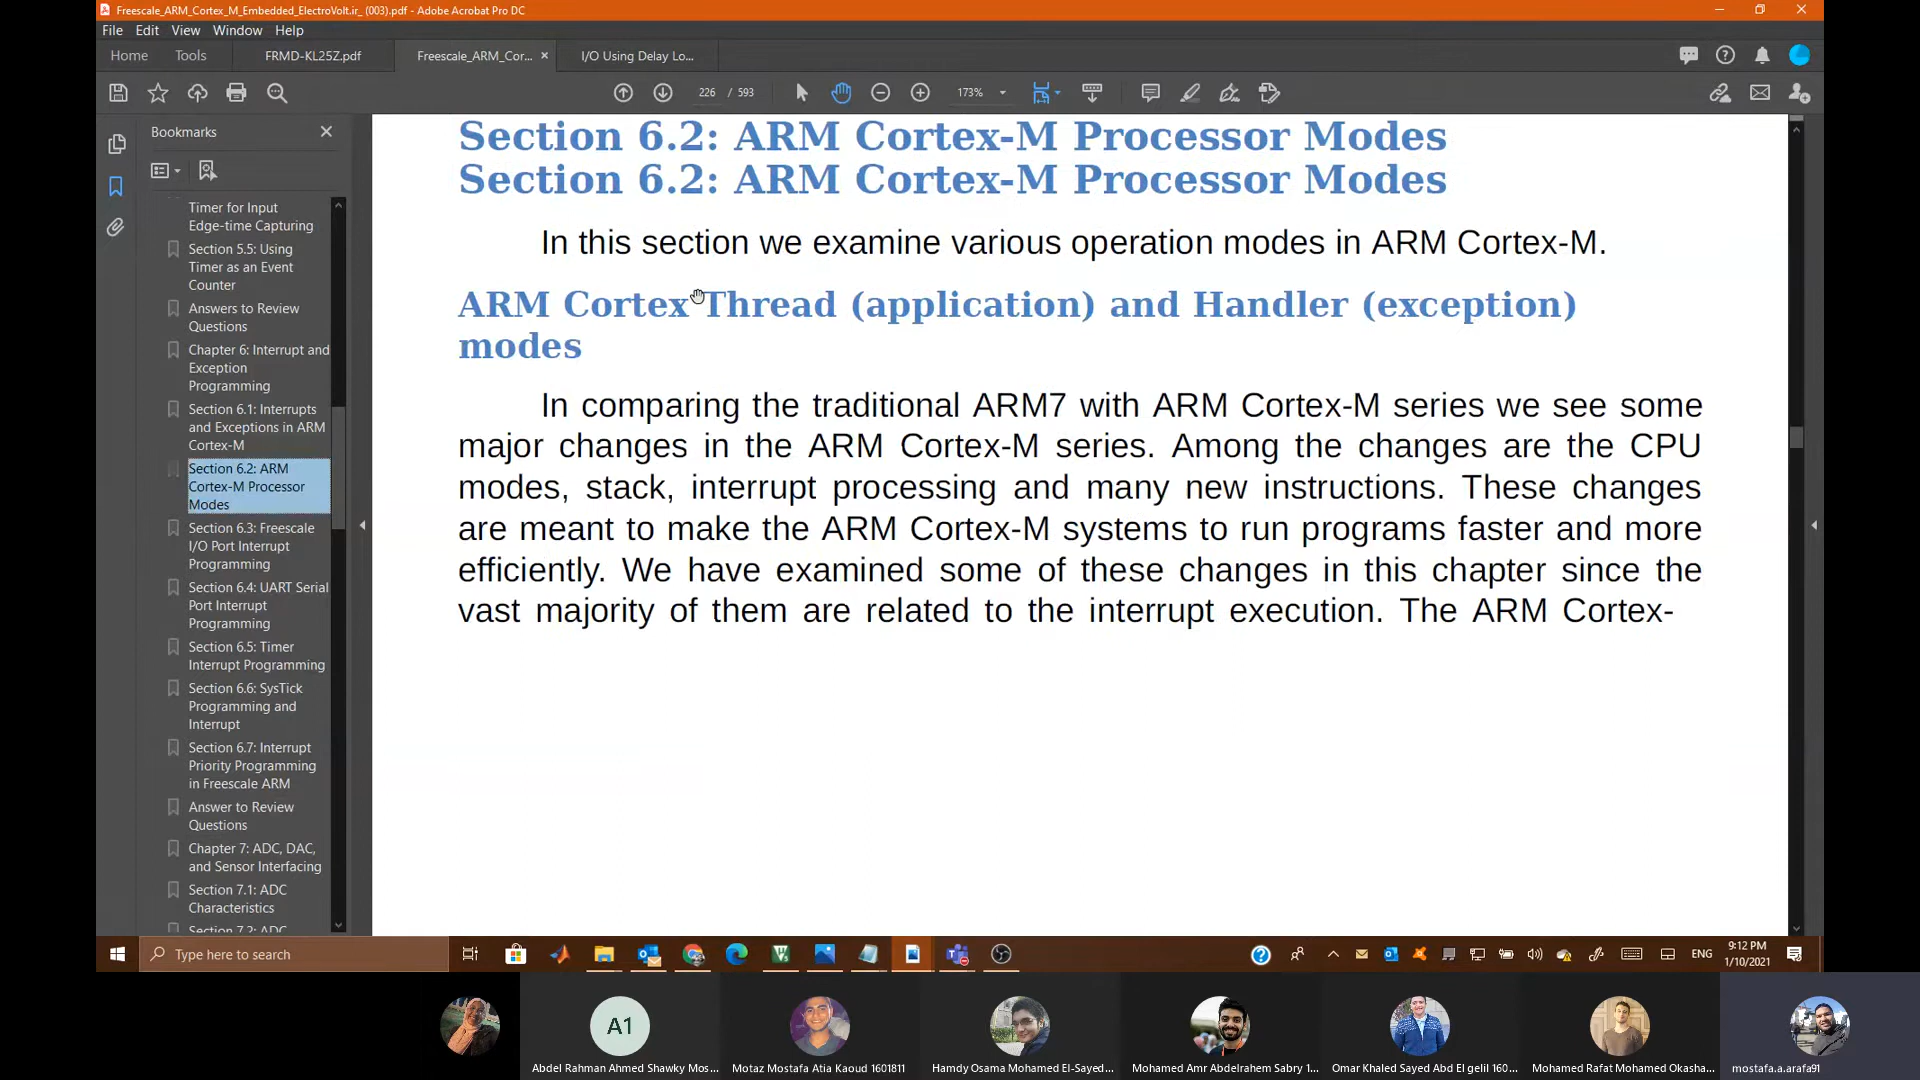 Freescale_ARM_Cortex_M_Embedded_ElectroVolt.ir_ (003).pdf - Adobe Acrobat Pro DC
File Edit View Window Help
Home Tools FRMD-KL25Z.pdf Freescale_ARM_Cor... × I/O Using Delay Lo...
226 / 593 173%
Bookmarks
Timer for Input
Edge-time Capturing
Section 5.5: Using
Timer as an Event
Counter
Answers to Review
Questions
Chapter 6: Interrupt and
Exception
Programming
Section 6.1: Interrupts
and Exceptions in ARM
Cortex-M
Section 6.2: ARM
Cortex-M Processor
Modes
Section 6.3: Freescale
I/O Port Interrupt
Programming
Section 6.4: UART Serial
Port Interrupt
Programming
Section 6.5: Timer
Interrupt Programming
Section 6.6: SysTick
Programming and
Interrupt
Section 6.7: Interrupt
Priority Programming
in Freescale ARM
Answer to Review
Questions
Chapter 7: ADC, DAC,
and Sensor Interfacing
Section 7.1: ADC
Characteristics
Section 7.2: ADC
Section 6.2: ARM Cortex-M Processor Modes
Section 6.2: ARM Cortex-M Processor Modes
In this section we examine various operation modes in ARM Cortex-M.
ARM Cortex Thread (application) and Handler (exception)
modes
In comparing the traditional ARM7 with ARM Cortex-M series we see some
major changes in the ARM Cortex-M series. Among the changes are the CPU
modes, stack, interrupt processing and many new instructions. These changes
are meant to make the ARM Cortex-M systems to run programs faster and more
efficiently. We have examined some of these changes in this chapter since the
vast majority of them are related to the interrupt execution. The ARM Cortex-
Type here to search
ENG
9:12 PM
1/10/2021
A1
Abdel Rahman Ahmed Shawky Mos...
Motaz Mostafa Atia Kaoud 1601811
Hamdy Osama Mohamed El-Sayed...
Mohamed Amr Abdelrahem Sabry 1...
Omar Khaled Sayed Abd El gelil 160...
Mohamed Rafat Mohamed Okasha...
mostafa.a.arafa91